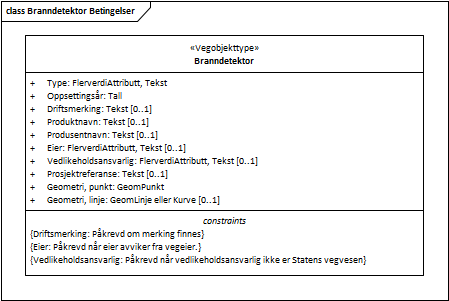 class Branndetektor Betingelser
«Vegobjekttype»
Branndetektor
+ Type: FlerverdiAttributt, Tekst
+ Oppsettingsår: Tall
+ Driftsmerking: Tekst [0..1]
+ Produktnavn: Tekst [0..1]
+ Produsentnavn: Tekst [0..1]
+ Eier: FlerverdiAttributt, Tekst [0..1]
+ Vedlikeholdsansvarlig: FlerverdiAttributt, Tekst [0..1]
+ Prosjektreferanse: Tekst [0..1]
+ Geometri, punkt: GeomPunkt
+ Geometri, linje: GeomLinje eller Kurve [0..1]
constraints
{Driftsmerking: Påkrevd om merking finnes}
{Eier: Påkrevd når eier avviker fra vegeier.}
{Vedlikeholdsansvarlig: Påkrevd når vedlikeholdsansvarlig ikke er Statens vegvesen}